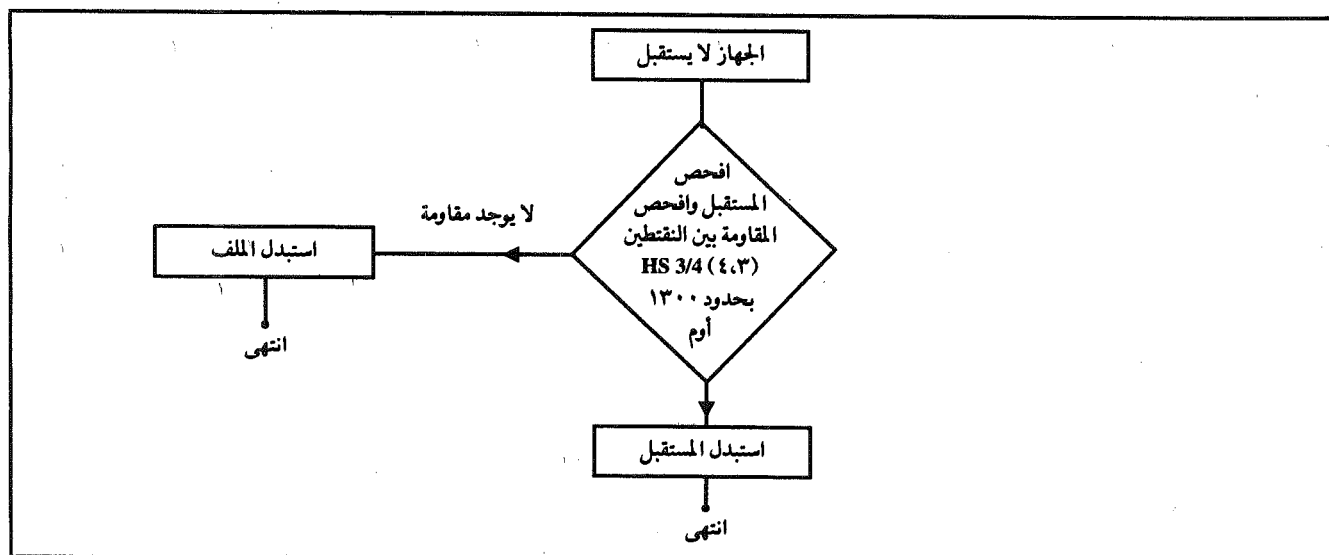 الجهاز لا يستقبل
افحص
المستقبل وافحص
المقاومة بين النقتطين
HS 3/4 (٤،٣)
بحدود ١٣٠٠
أوم
لا يوجد مقاومة
استبدل الملف
انتهى
استبدل المستقبل
انتهى